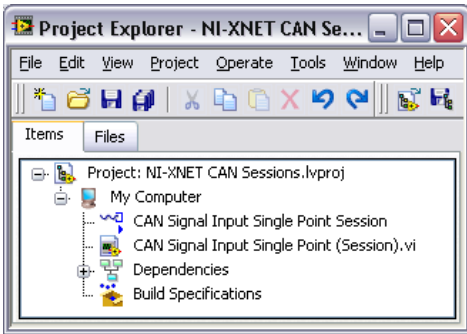 Project Explorer - NI-XNET CAN Se...
File Edit View Project Operate Tools Window Help
Items Files
Project: NI-XNET CAN Sessions.lvproj
My Computer
CAN Signal Input Single Point Session
CAN Signal Input Single Point (Session).vi
Dependencies
Build Specifications